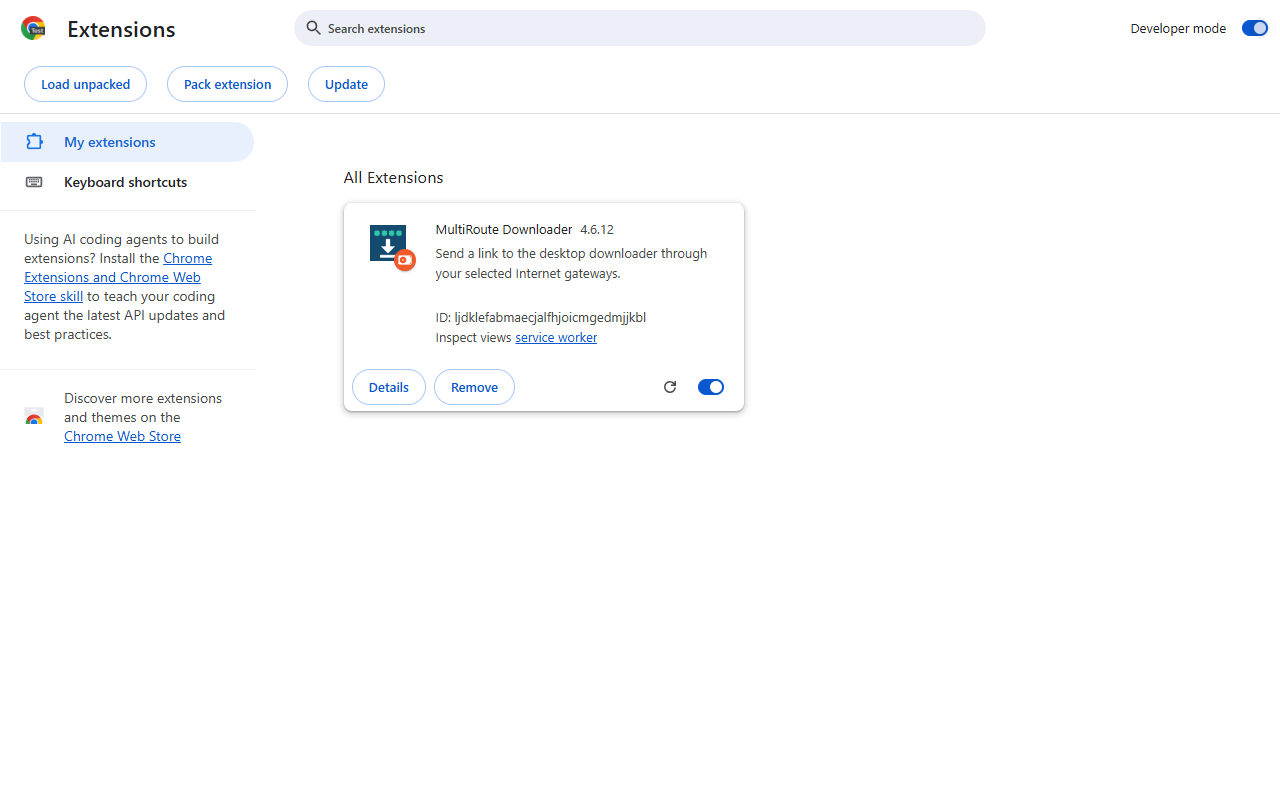 Extensions
Search extensions
Developer mode
Load unpacked
Pack extension
Update
My extensions
Keyboard shortcuts
Using AI coding agents to build
extensions? Install the Chrome
Extensions and Chrome Web
Store skill to teach your coding
agent the latest API updates and
best practices.
Discover more extensions
and themes on the
Chrome Web Store
All Extensions
MultiRoute Downloader 4.6.12
Send a link to the desktop downloader through
your selected Internet gateways.
ID: ljdklefabmaecjalfhjoicmgedmjjkbl
Inspect views service worker
Details
Remove